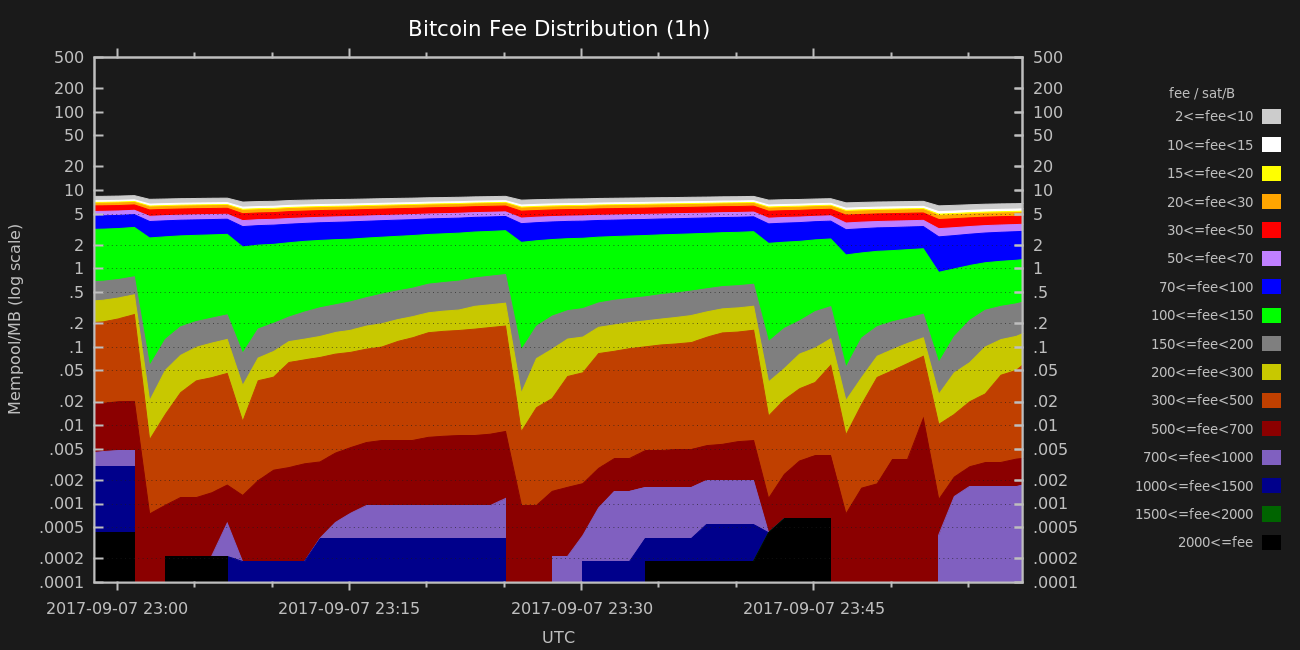 Bitcoin Fee Distribution (1h)
500
200
100
50
20
10
5
2
1
.5
.2
.1
.05
.02
.01
.005
.002
.001
.0005
.0002
.0001
Mempool/MB (log scale)
500
200
100
50
20
10
5
2
1
.5
.2
.1
.05
.02
.01
.005
.002
.001
.0005
.0002
.0001
2017-09-07 23:00
2017-09-07 23:15
2017-09-07 23:30
2017-09-07 23:45
UTC
fee / sat/B
2<=fee<10
10<=fee<15
15<=fee<20
20<=fee<30
30<=fee<50
50<=fee<70
70<=fee<100
100<=fee<150
150<=fee<200
200<=fee<300
300<=fee<500
500<=fee<700
700<=fee<1000
1000<=fee<1500
1500<=fee<2000
2000<=fee